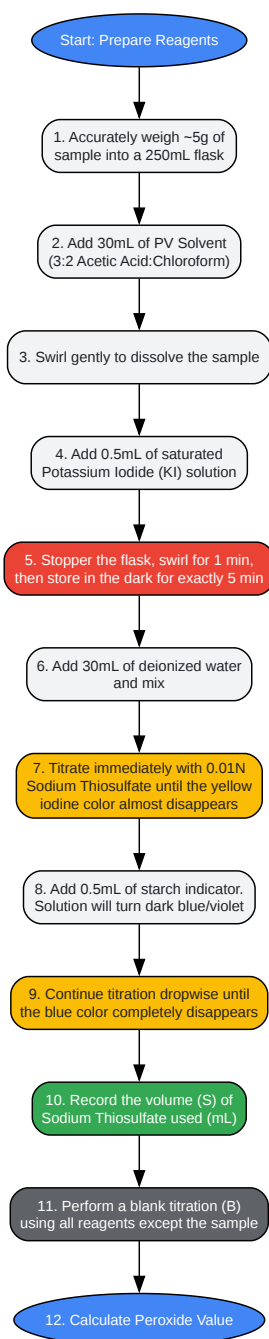 Start: Prepare Reagents
1. Accurately weigh ~5g of
sample into a 250mL flask
2. Add 30mL of PV Solvent
(3:2 Acetic Acid:Chloroform)
3. Swirl gently to dissolve the sample
4. Add 0.5mL of saturated
Potassium Iodide (KI) solution
5. Stopper the flask, swirl for 1 min,
then store in the dark for exactly 5 min
6. Add 30mL of deionized water
and mix
7. Titrate immediately with 0.01N
Sodium Thiosulfate until the yellow
iodine color almost disappears
8. Add 0.5mL of starch indicator.
Solution will turn dark blue/violet
9. Continue titration dropwise until
the blue color completely disappears
10. Record the volume (S) of
Sodium Thiosulfate used (mL)
11. Perform a blank titration (B)
using all reagents except the sample
12. Calculate Peroxide Value